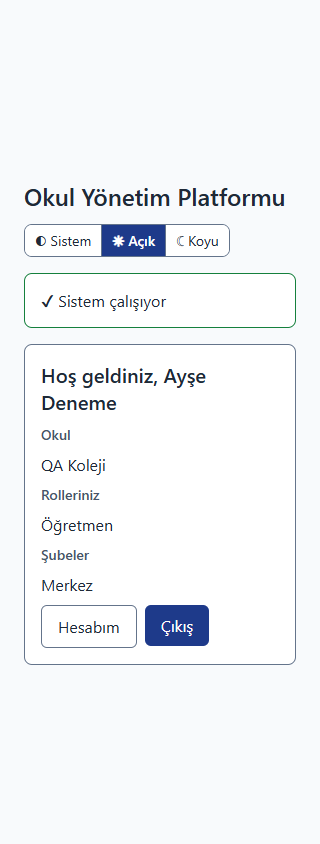 Okul Yönetim Platformu
◐ Sistem ✱ Açık ☾ Koyu
✓ Sistem çalışıyor
Hoş geldiniz, Ayşe
Deneme
Okul
QA Koleji
Rolleriniz
Öğretmen
Şubeler
Merkez
Hesabım Çıkış